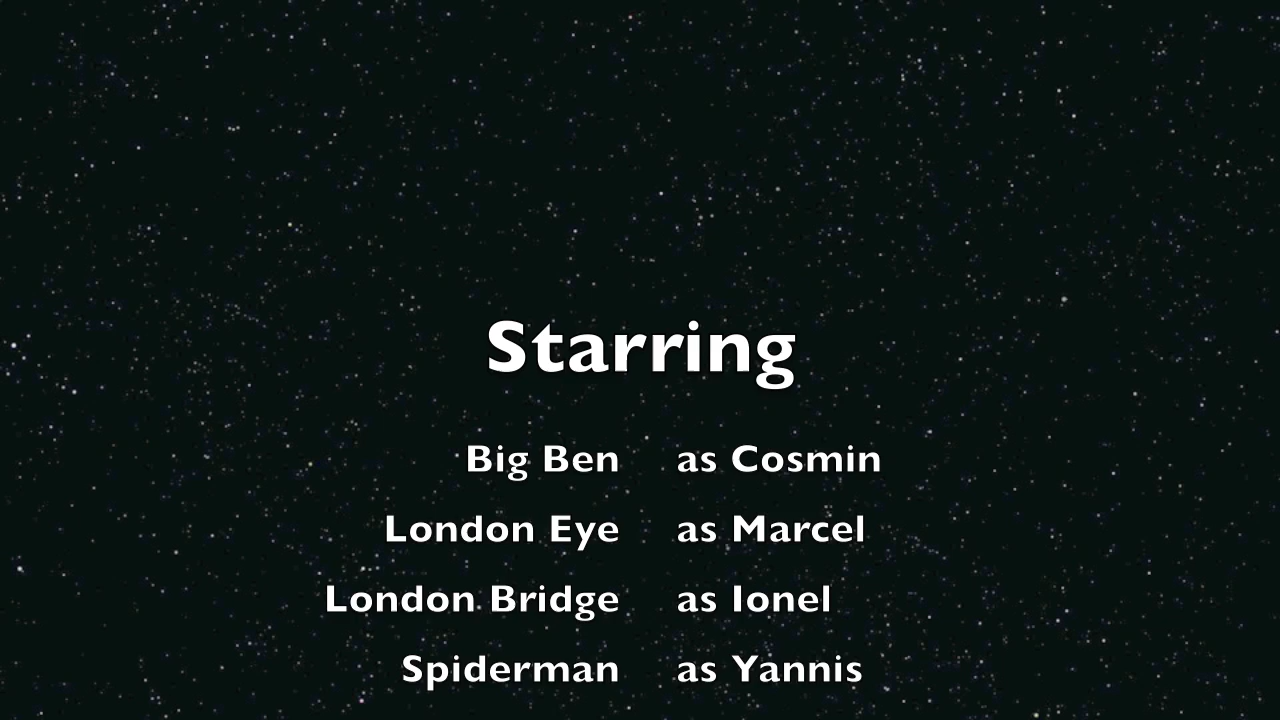 Starring
Big Ben as Cosmin
London Eye as Marcel
London Bridge as Ionel
Spiderman as Yannis